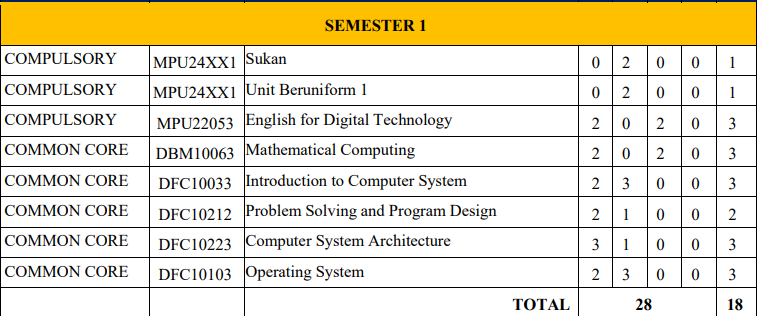 SEMESTER 1
COMPULSORY MPU24XX1 Sukan 0 2 0 0 1
COMPULSORY MPU24XX1 Unit Beruniform 1 0 2 0 0 1
COMPULSORY MPU22053 English for Digital Technology 2 0 2 0 3
COMMON CORE DBM10063 Mathematical Computing 2 0 2 0 3
COMMON CORE DFC10033 Introduction to Computer System 2 3 0 0 3
COMMON CORE DFC10212 Problem Solving and Program Design 2 1 0 0 2
COMMON CORE DFC10223 Computer System Architecture 3 1 0 0 3
COMMON CORE DFC10103 Operating System 2 3 0 0 3
TOTAL 28 18